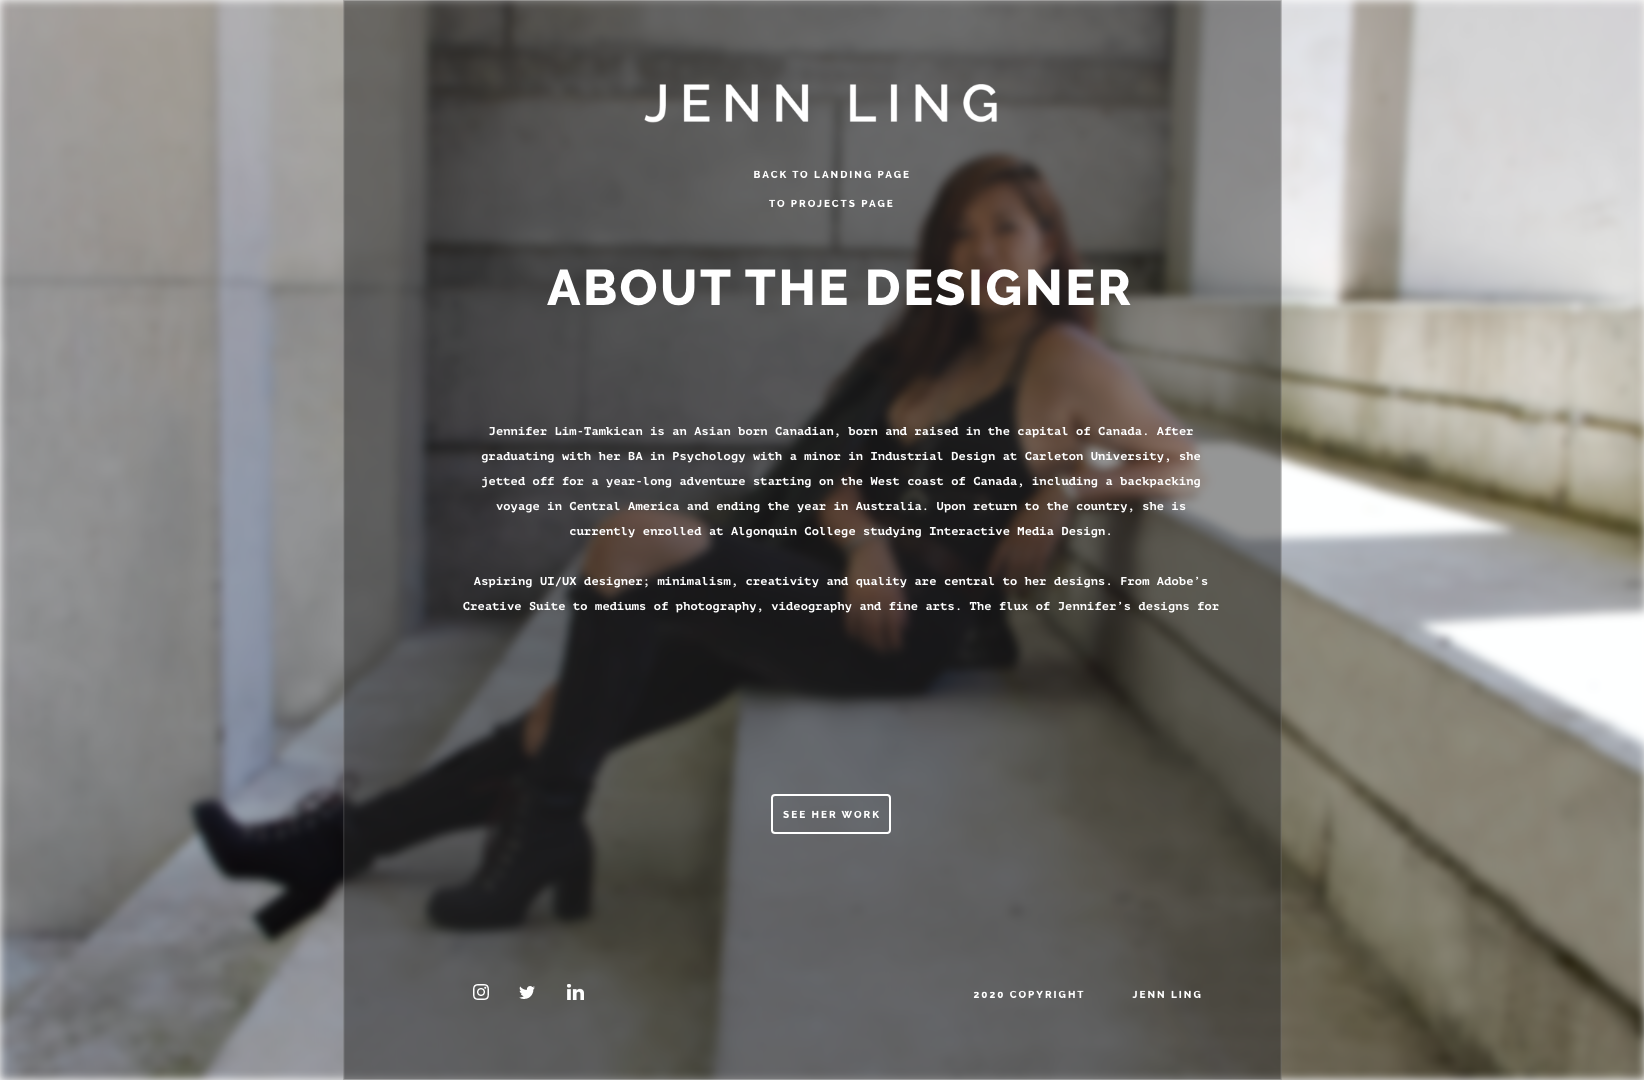 JENN LING
BACK TO LANDING PAGE
TO PROJECTS PAGE
ABOUT THE DESIGNER
Jennifer Lim-Tamkican is an Asian born Canadian, born and raised in the capital of Canada. After
graduating with her BA in Psychology with a minor in Industrial Design at Carleton University, she
jetted off for a year-long adventure starting on the West coast of Canada, including a backpacking
voyage in Central America and ending the year in Australia. Upon return to the country, she is
currently enrolled at Algonquin College studying Interactive Media Design.
Aspiring UI/UX designer; minimalism, creativity and quality are central to her designs. From Adobe’s
Creative Suite to mediums of photography, videography and fine arts. The flux of Jennifer’s designs for
SEE HER WORK
2020 COPYRIGHT JENN LING